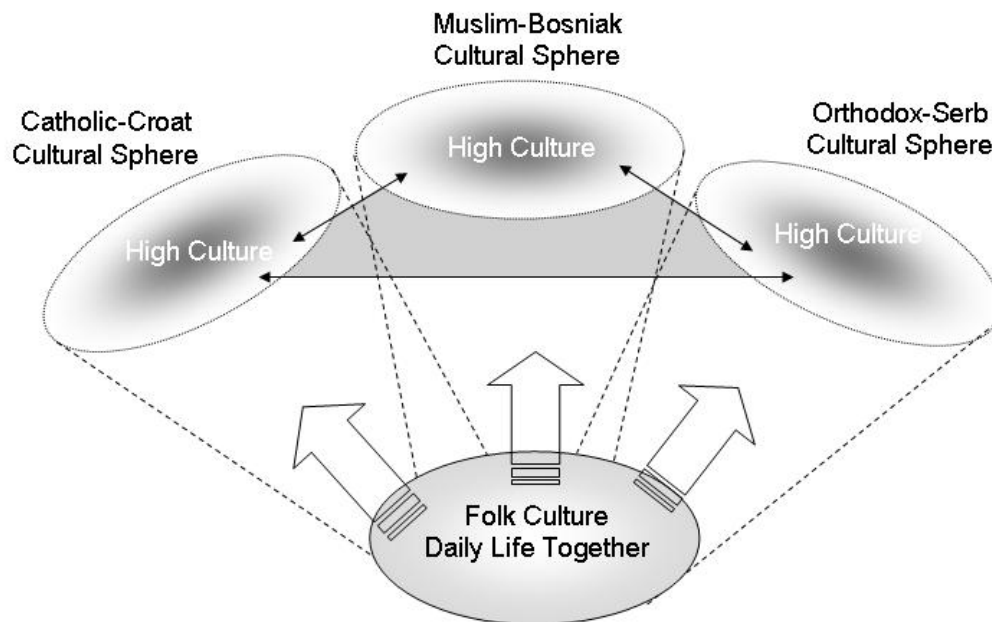 Muslim-Bosniak
Cultural Sphere
Catholic-Croat
Cultural Sphere
Orthodox-Serb
Cultural Sphere
High Culture
High Culture
High Culture
Folk Culture
Daily Life Together